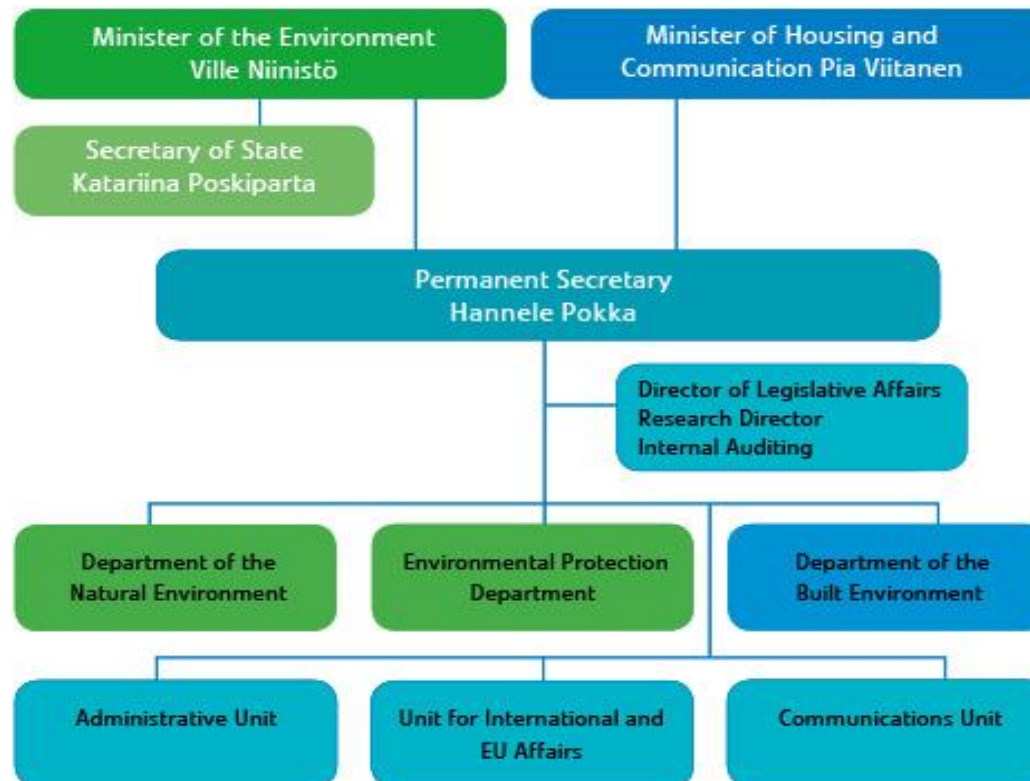 Minister of the Environment
Ville Niinistö
Minister of Housing and
Communication Pia Viitanen
Secretary of State
Katariina Poskiparta
Permanent Secretary
Hannele Pokka
Director of Legislative Affairs
Research Director
Internal Auditing
Department of the
Natural Environment
Environmental Protection
Department
Department of the
Built Environment
Administrative Unit
Unit for International and
EU Affairs
Communications Unit